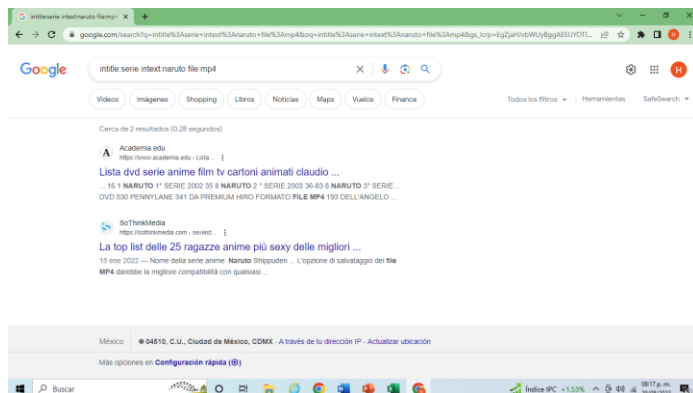 intitle:serie intext:naruto file:mp4
google.com/search?q=intitle%3Aserie+intext%3Anaruto+file%3Amp4&oq=intitle%3Aserie+intext%3Anaruto+file%3Amp4&gs_lcrp=
Google
intitle:serie intext:naruto file:mp4
H
Videos Imágenes Shopping Libros Noticias Maps Vuelos Finance Todos los filtros Herramientas SafeSearch
Cerca de 2 resultados (0.28 segundos)
A
Academia.edu
https://www.academia.edu › Lista...
Lista dvd serie anime film tv cartoni animati claudio ...
... 16 1 NARUTO 1° SERIE 2002 35 8 NARUTO 2 ° SERIE 2003 36-63 8 NARUTO 3° SERIE ...
DVD 530 PENNYLANE 341 DA PREMIUM HIRO FORMATO FILE MP4 193 DELL'ANGELO ...
SoThinkMedia
https://sothinkmedia.com › sexiest...
La top list delle 25 ragazze anime più sexy delle migliori ...
15 ene 2022 — Nome della serie anime: Naruto Shippuden ... L'opzione di salvataggio dei file
MP4 darebbe la migliore compatibilità con qualsiasi ...
México 04510, C.U., Ciudad de México, CDMX - A través de tu dirección IP - Actualizar ubicación
Más opciones en Configuración rápida
Buscar
Índice IPC +1.53%
08:17 p. m.